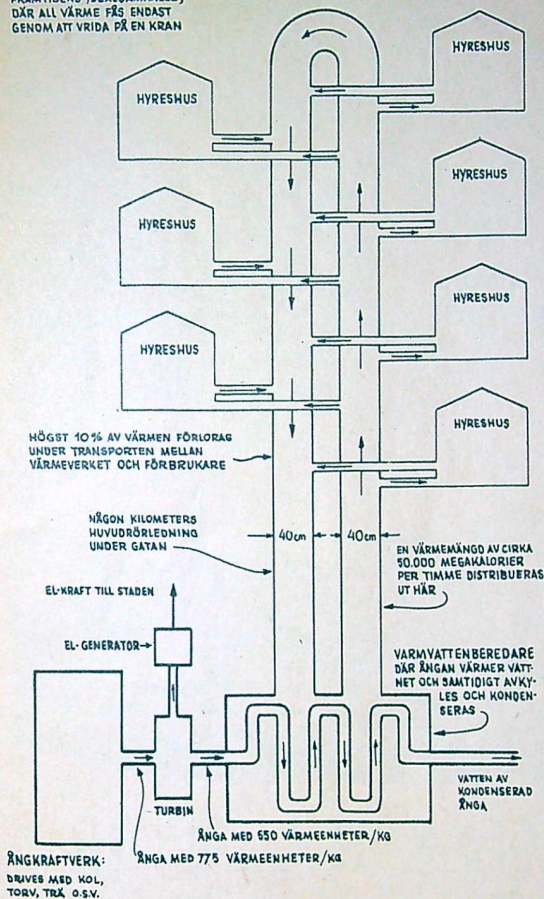 FRAMTIDENS
DÄR ALL VÄRME FÅS ENDAST
GENOM ATT VRIDA PÅ EN KRAN
HYRESHUS
HYRESHUS
HYRESHUS
HYRESHUS
HYRESHUS
HYRESHUS
HYRESHUS
HÖGST 10% AV VÄRMEN FÖRLORAS
UNDER TRANSPORTEN MELLAN
VÄRMEVERKET OCH FÖRBRUKARE
NÅGON KILOMETERS
HUVUDRÖRLEDNING
UNDER GATAN
40cm
40cm
EN VÄRMEMÄNGD AV CIRKA
50.000 MEGAKALORIER
PER TIMME DISTRIBUERAS
UT HÄR
EL-KRAFT TILL STADEN
EL-GENERATOR
VARMVATTENBEREDARE
DÄR ÅNGAN VÄRMER VATT-
NET OCH SAMTIDIGT AVKY-
LES OCH KONDEN-
SERAS
TURBIN
VATTEN AV
KONDENSERAD
ÅNGA
ÅNGA MED 550 VÄRMEENHETER/KG
ÅNGA MED 775 VÄRMEENHETER/KG
ÅNGKRAFTVERK:
DRIVES MED KOL,
TORV, TRÄ O.S.V.